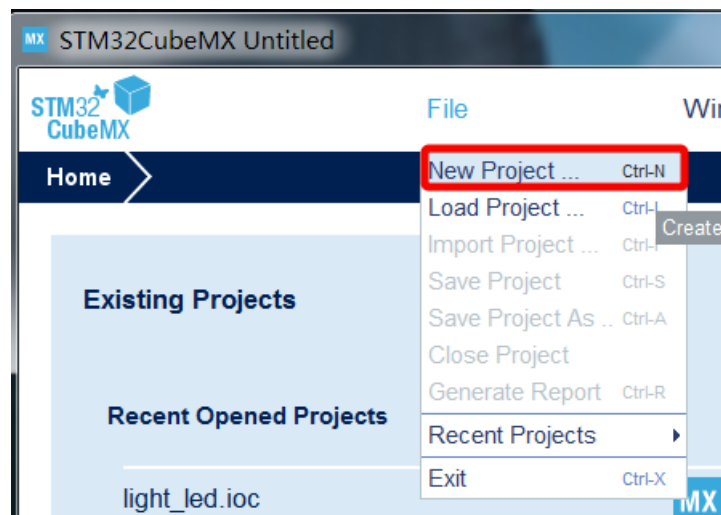 MX STM32CubeMX Untitled
STM32
CubeMX
File
Home
New Project ... Ctrl-N
Load Project ... Ctrl-L
Create
Import Project ... Ctrl-I
Existing Projects
Save Project Ctrl-S
Save Project As .. Ctrl-A
Close Project
Generate Report Ctrl-R
Recent Opened Projects
Recent Projects
Exit Ctrl-X
light_led.ioc
MX